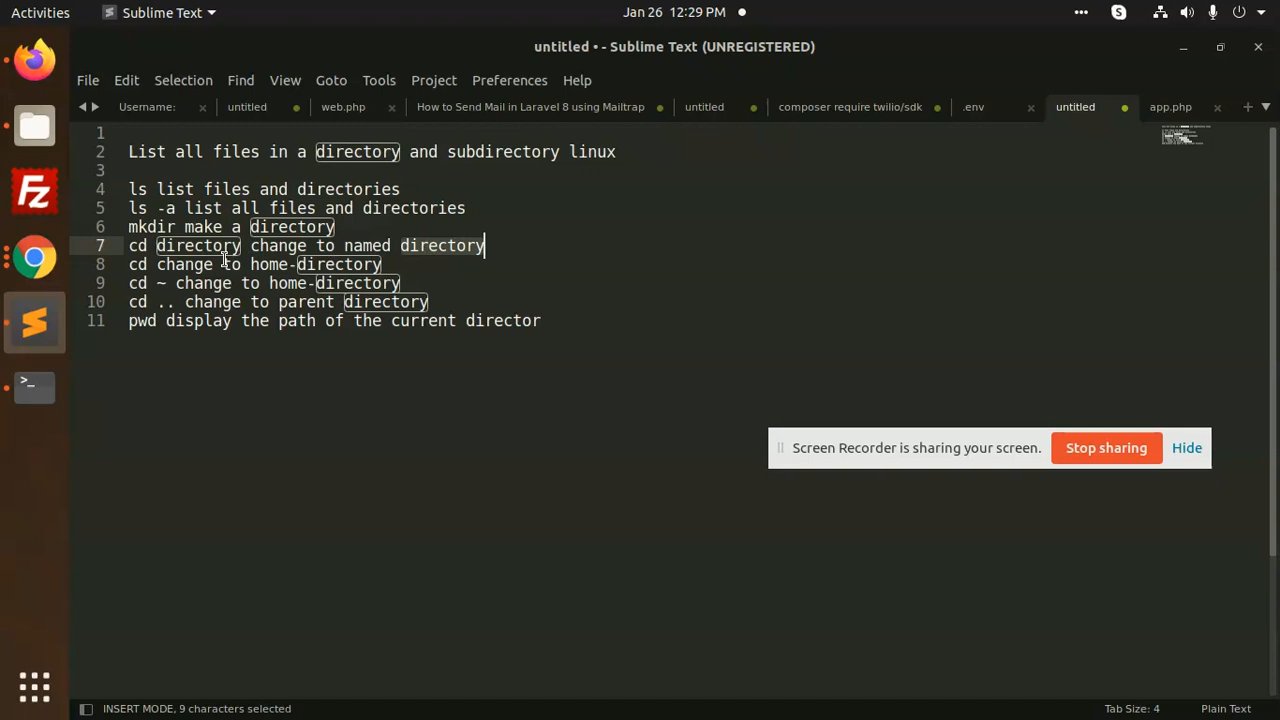 Activities
Sublime Text
Jan 26 12:29 PM
untitled • - Sublime Text (UNREGISTERED)
File Edit Selection Find View Goto Tools Project Preferences Help
Username: untitled web.php How to Send Mail in Laravel 8 using Mailtrap untitled composer require twilio/sdk .env untitled app.php
1
2 List all files in a directory and subdirectory linux
3
4 ls list files and directories
5 ls -a list all files and directories
6 mkdir make a directory
7 cd directory change to named directory
8 cd change to home-directory
9 cd ~ change to home-directory
10 cd .. change to parent directory
11 pwd display the path of the current director
Screen Recorder is sharing your screen. Stop sharing Hide
INSERT MODE, 9 characters selected Tab Size: 4 Plain Text